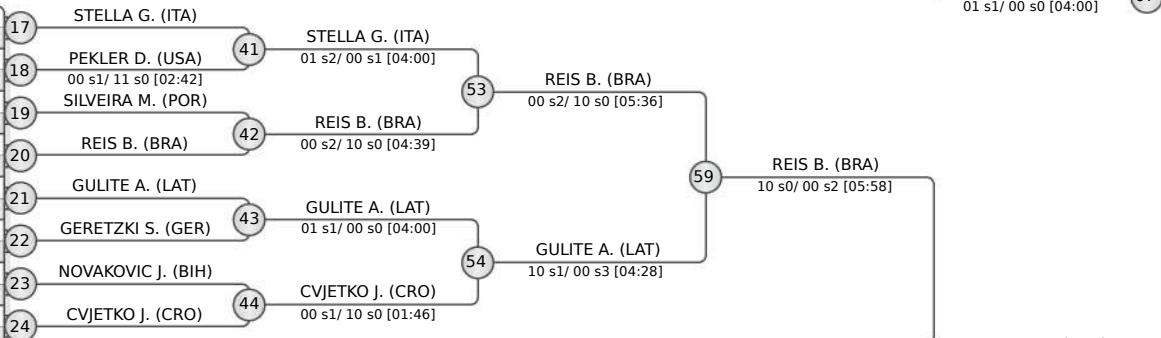 01 s1/ 00 s0 [04:00]
17
STELLA G. (ITA)
41
STELLA G. (ITA)
01 s2/ 00 s1 [04:00]
18
PEKLER D. (USA)
00 s1/ 11 s0 [02:42]
53
REIS B. (BRA)
00 s2/ 10 s0 [05:36]
19
SILVEIRA M. (POR)
42
REIS B. (BRA)
00 s2/ 10 s0 [04:39]
20
REIS B. (BRA)
59
REIS B. (BRA)
10 s0/ 00 s2 [05:58]
21
GULITE A. (LAT)
43
GULITE A. (LAT)
01 s1/ 00 s0 [04:00]
22
GERETZKI S. (GER)
54
GULITE A. (LAT)
10 s1/ 00 s3 [04:28]
23
NOVAKOVIC J. (BIH)
44
CVJETKO J. (CRO)
00 s1/ 10 s0 [01:46]
24
CVJETKO J. (CRO)